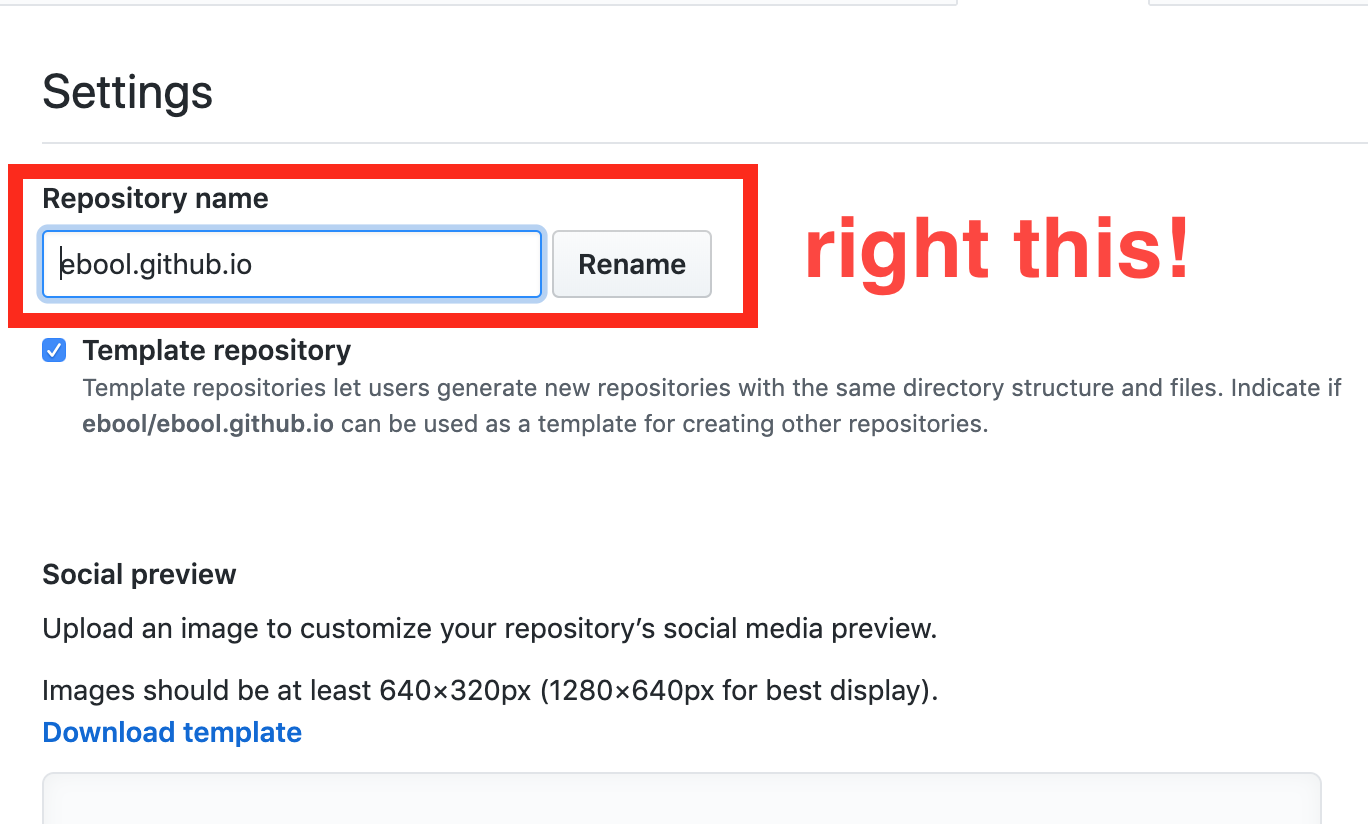 Settings
Repository name
ebool.github.io
Rename
right this!
Template repository
Template repositories let users generate new repositories with the same directory structure and files. Indicate if
ebool/ebool.github.io can be used as a template for creating other repositories.
Social preview
Upload an image to customize your repository’s social media preview.
Images should be at least 640×320px (1280×640px for best display).
Download template